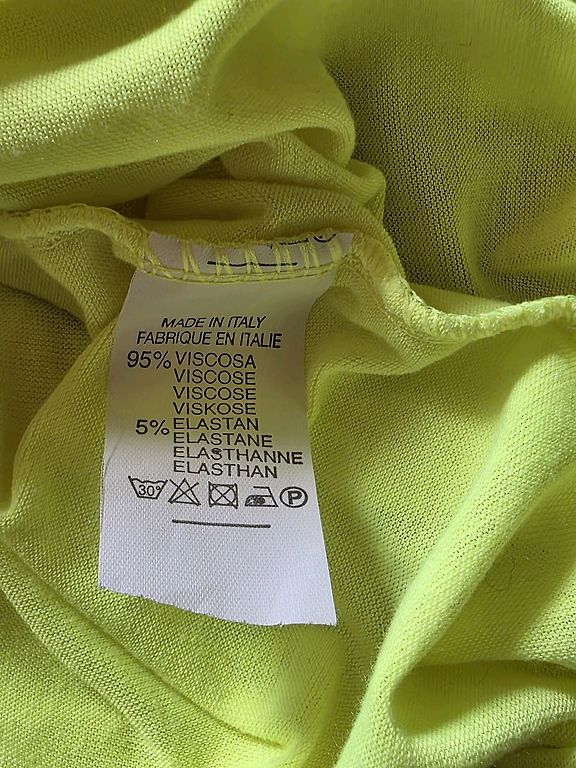 MADE IN ITALY
FABRIQUE EN ITALIE
95% VISCOSA
VISCOSE
VISCOSE
VISKOSE
5% ELASTAN
ELASTANE
ELASTHANNE
ELASTHAN
30° P